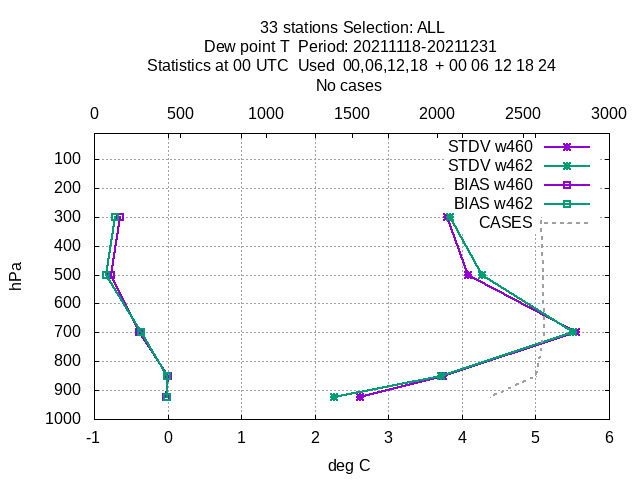 33 stations Selection: ALL
Dew point T  Period: 20211118-20211231
Statistics at 00 UTC  Used  00,06,12,18  + 00 06 12 18 24
No cases
0 500 1000 1500 2000 2500 3000
STDV w460
STDV w462
BIAS w460
BIAS w462
CASES
100
200
300
400
500
600
700
800
900
1000
hPa
-1 0 1 2 3 4 5 6
deg C